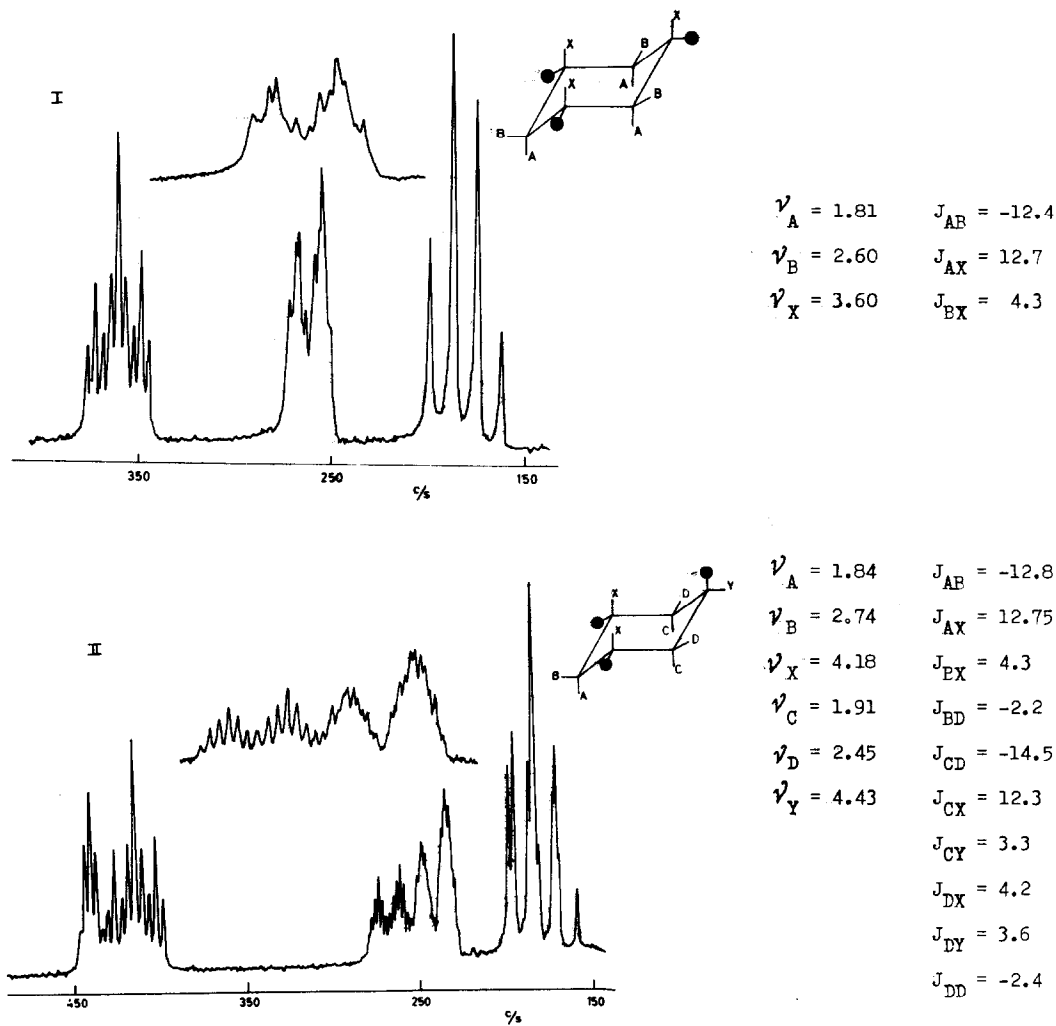 I
X
B
X
A
X
B
B
A
A
ν_A = 1.81 J_AB = -12.4
ν_B = 2.60 J_AX = 12.7
ν_X = 3.60 J_BX = 4.3
350 250 150
c/s
II
Y
D
X
C
D
X
C
B
A
ν_A = 1.84 J_AB = -12.8
ν_B = 2.74 J_AX = 12.75
ν_X = 4.18 J_BX = 4.3
ν_C = 1.91 J_BD = -2.2
ν_D = 2.45 J_CD = -14.5
ν_Y = 4.43 J_CX = 12.3
J_CY = 3.3
J_DX = 4.2
J_DY = 3.6
J_DD = -2.4
450 350 250 150
c/s